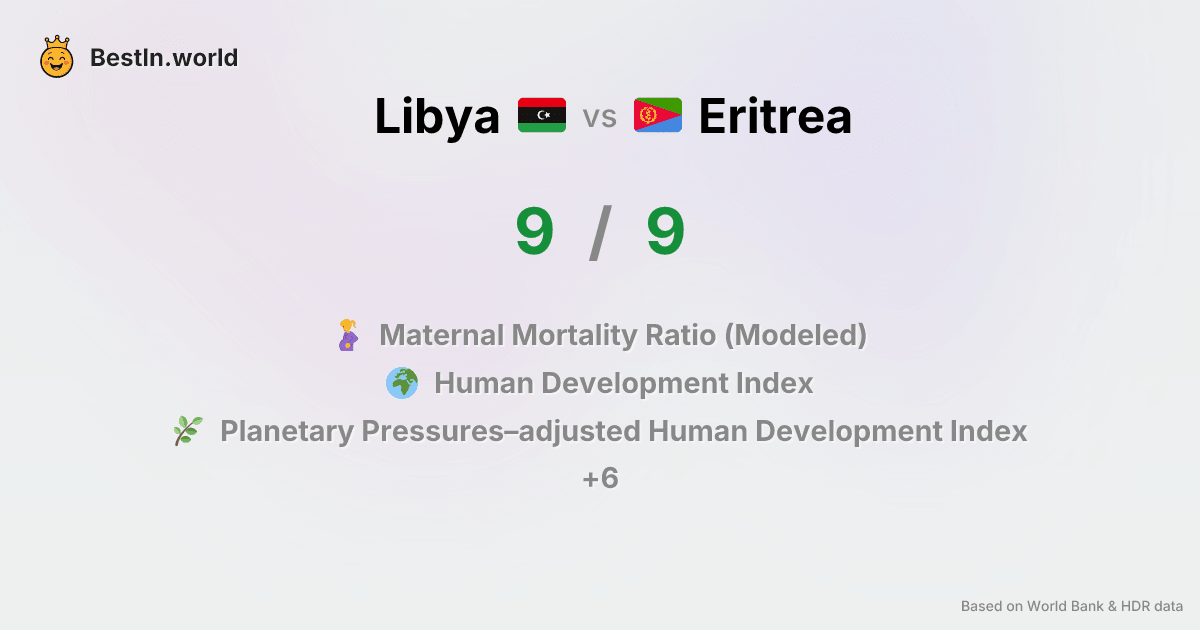 BestIn.world
Libya vs Eritrea
9 / 9
Maternal Mortality Ratio (Modeled)
Human Development Index
Planetary Pressures–adjusted Human Development Index
+6
Based on World Bank & HDR data